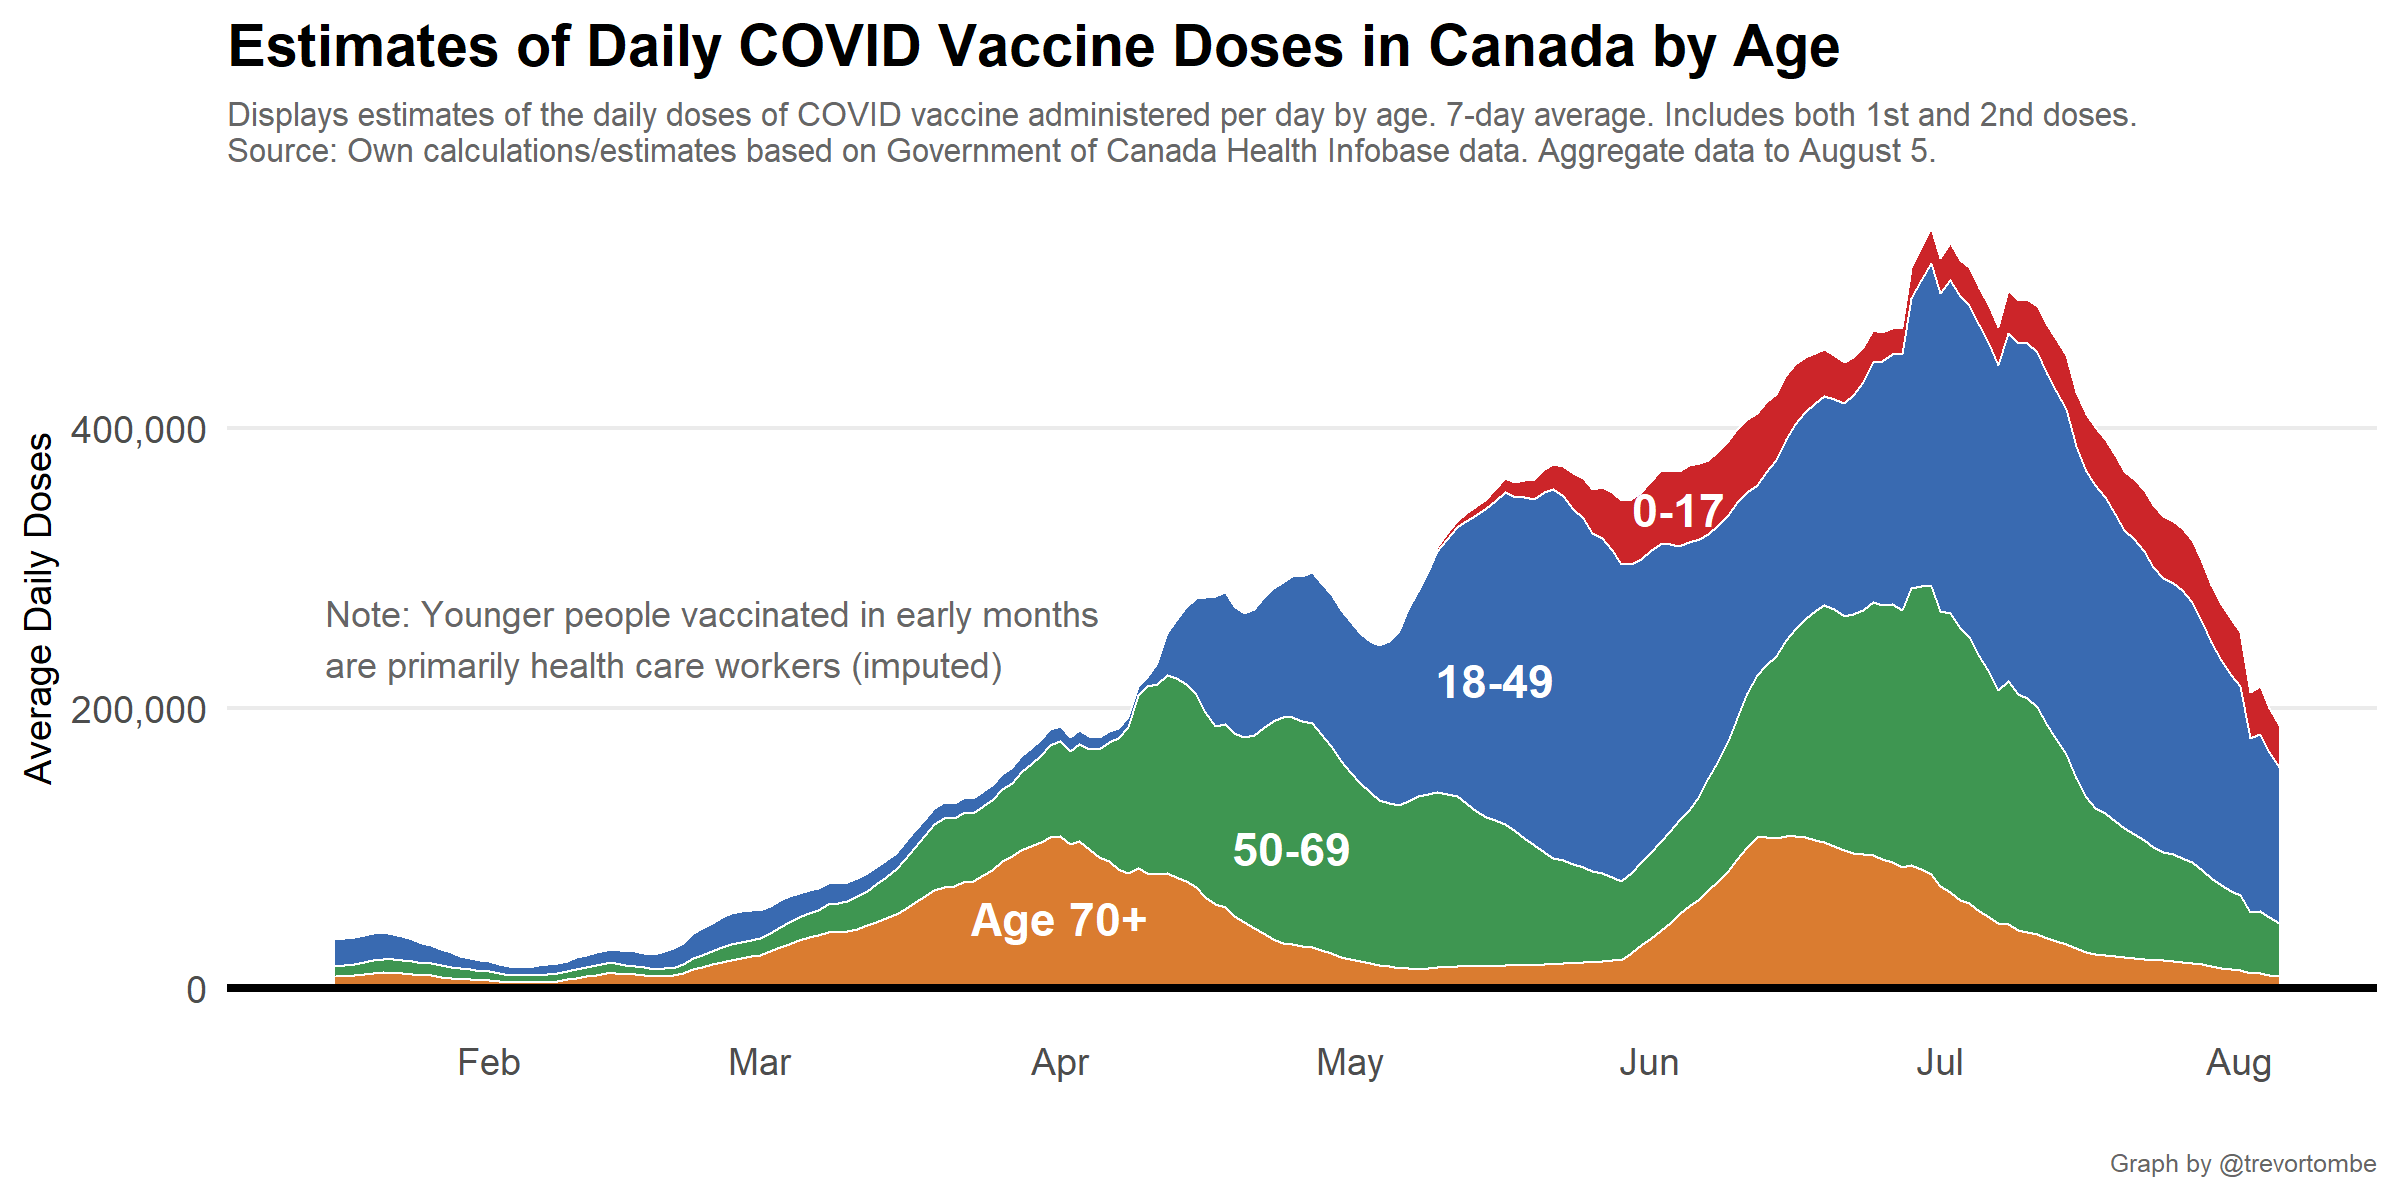 Estimates of Daily COVID Vaccine Doses in Canada by Age
Displays estimates of the daily doses of COVID vaccine administered per day by age. 7-day average. Includes both 1st and 2nd doses.
Source: Own calculations/estimates based on Government of Canada Health Infobase data. Aggregate data to August 5.
Average Daily Doses
400,000
200,000
0
Note: Younger people vaccinated in early months
are primarily health care workers (imputed)
0-17
18-49
50-69
Age 70+
Feb
Mar
Apr
May
Jun
Jul
Aug
Graph by @trevortombe